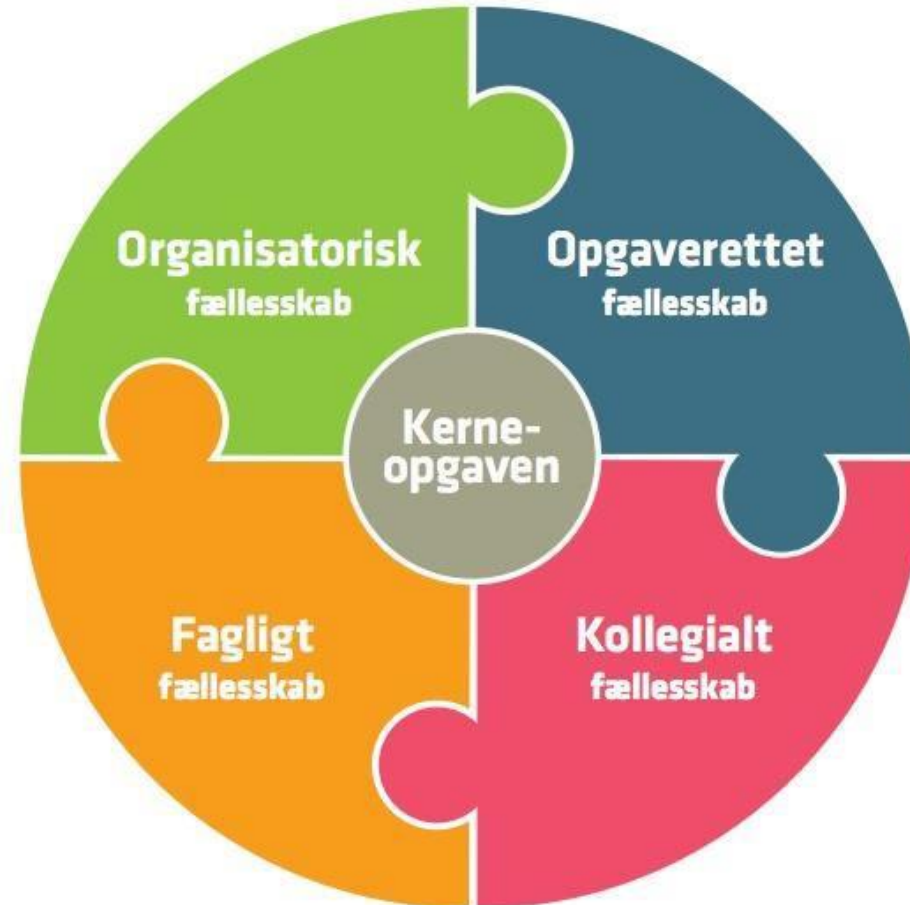 Organisatorisk
fællesskab
Opgaverettet
fællesskab
Kerne-
opgaven
Fagligt
fællesskab
Kollegialt
fællesskab